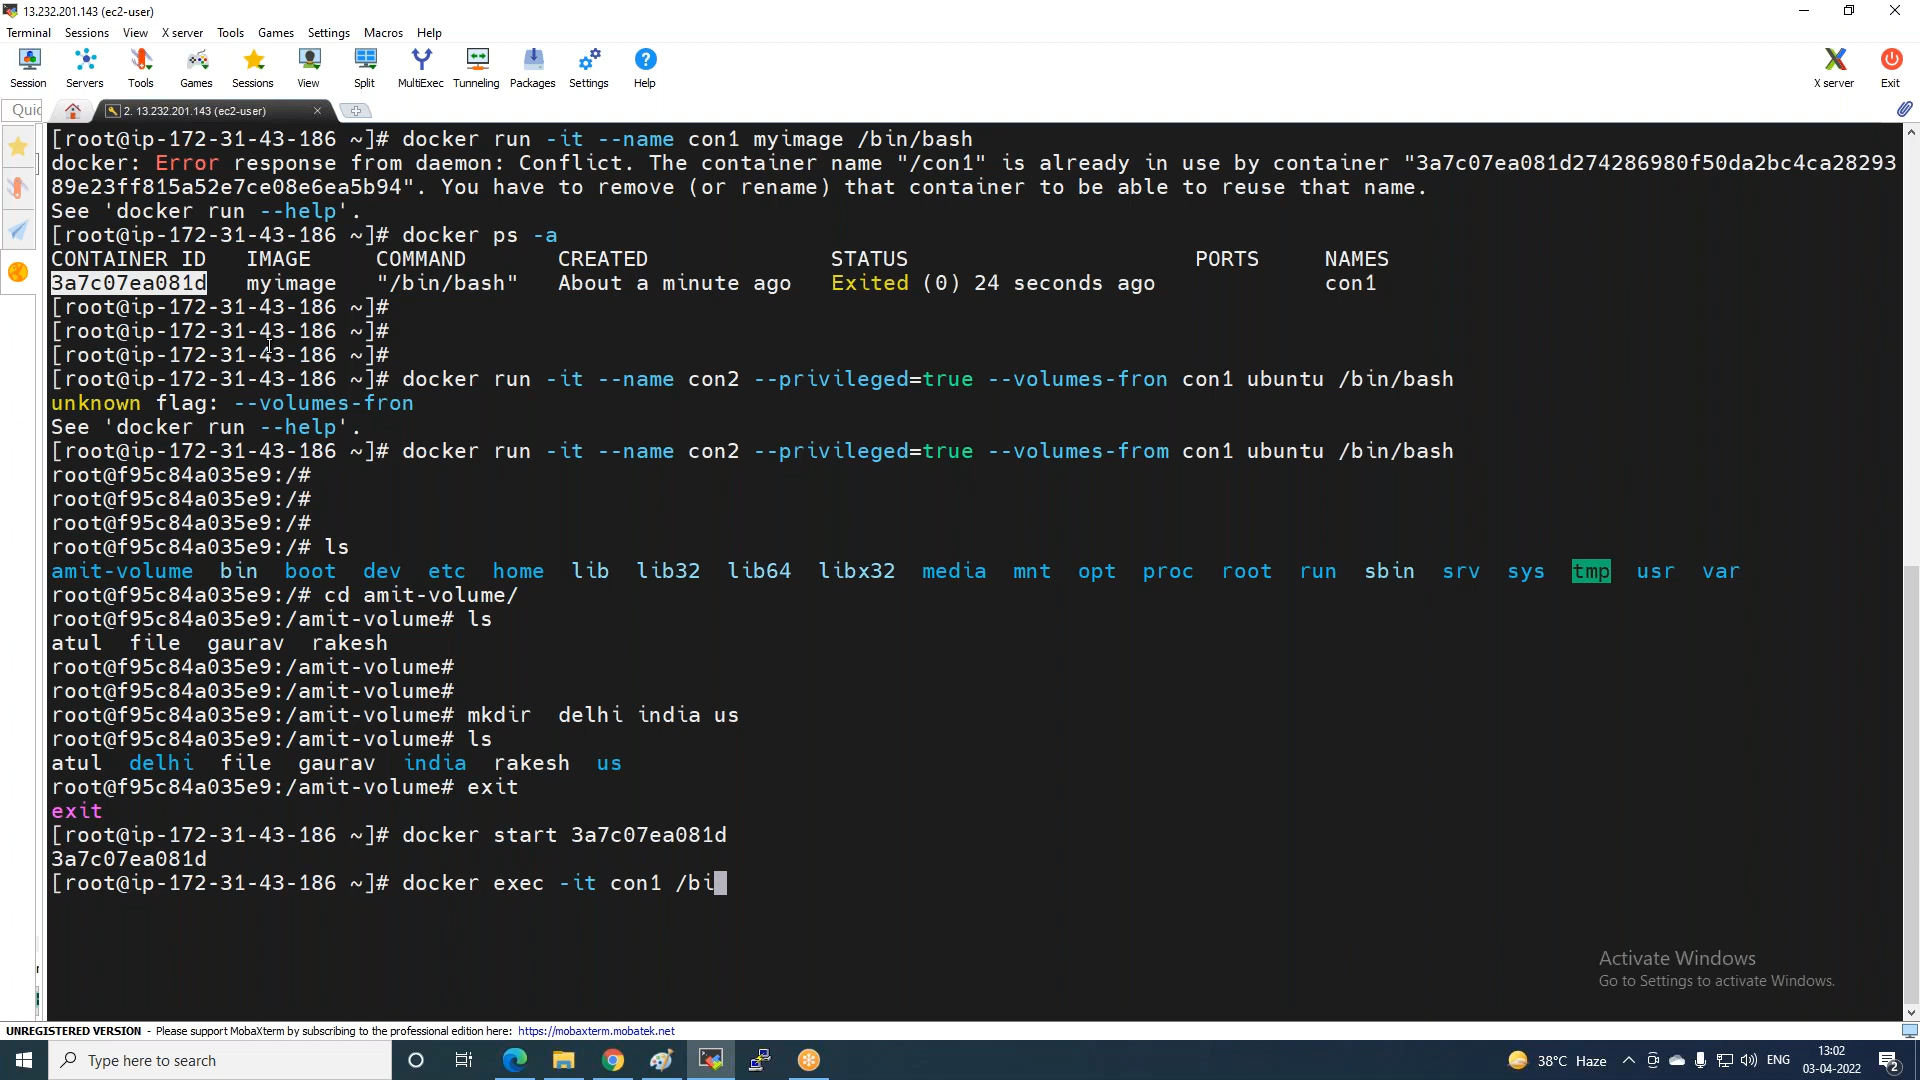 13.232.201.143 (ec2-user)
Terminal Sessions View X server Tools Games Settings Macros Help
Session Servers Tools Games Sessions View Split MultiExec Tunneling Packages Settings Help X server Exit
Quic 2. 13.232.201.143 (ec2-user)
[root@ip-172-31-43-186 ~]# docker run -it --name con1 myimage /bin/bash
docker: Error response from daemon: Conflict. The container name "/con1" is already in use by container "3a7c07ea081d274286980f50da2bc4ca28293
89e23ff815a52e7ce08e6ea5b94". You have to remove (or rename) that container to be able to reuse that name.
See 'docker run --help'.
[root@ip-172-31-43-186 ~]# docker ps -a
CONTAINER ID IMAGE COMMAND CREATED STATUS PORTS NAMES
3a7c07ea081d myimage "/bin/bash" About a minute ago Exited (0) 24 seconds ago con1
[root@ip-172-31-43-186 ~]#
[root@ip-172-31-43-186 ~]#
[root@ip-172-31-43-186 ~]#
[root@ip-172-31-43-186 ~]# docker run -it --name con2 --privileged=true --volumes-fron con1 ubuntu /bin/bash
unknown flag: --volumes-fron
See 'docker run --help'.
[root@ip-172-31-43-186 ~]# docker run -it --name con2 --privileged=true --volumes-from con1 ubuntu /bin/bash
root@f95c84a035e9:/#
root@f95c84a035e9:/#
root@f95c84a035e9:/#
root@f95c84a035e9:/# ls
amit-volume bin boot dev etc home lib lib32 lib64 libx32 media mnt opt proc root run sbin srv sys tmp usr var
root@f95c84a035e9:/# cd amit-volume/
root@f95c84a035e9:/amit-volume# ls
atul file gaurav rakesh
root@f95c84a035e9:/amit-volume#
root@f95c84a035e9:/amit-volume#
root@f95c84a035e9:/amit-volume# mkdir delhi india us
root@f95c84a035e9:/amit-volume# ls
atul delhi file gaurav india rakesh us
root@f95c84a035e9:/amit-volume# exit
exit
[root@ip-172-31-43-186 ~]# docker start 3a7c07ea081d
3a7c07ea081d
[root@ip-172-31-43-186 ~]# docker exec -it con1 /bi
Activate Windows
Go to Settings to activate Windows.
UNREGISTERED VERSION - Please support MobaXterm by subscribing to the professional edition here: https://mobaxterm.mobatek.net
Type here to search 38°C Haze ENG 13:02
03-04-2022 2